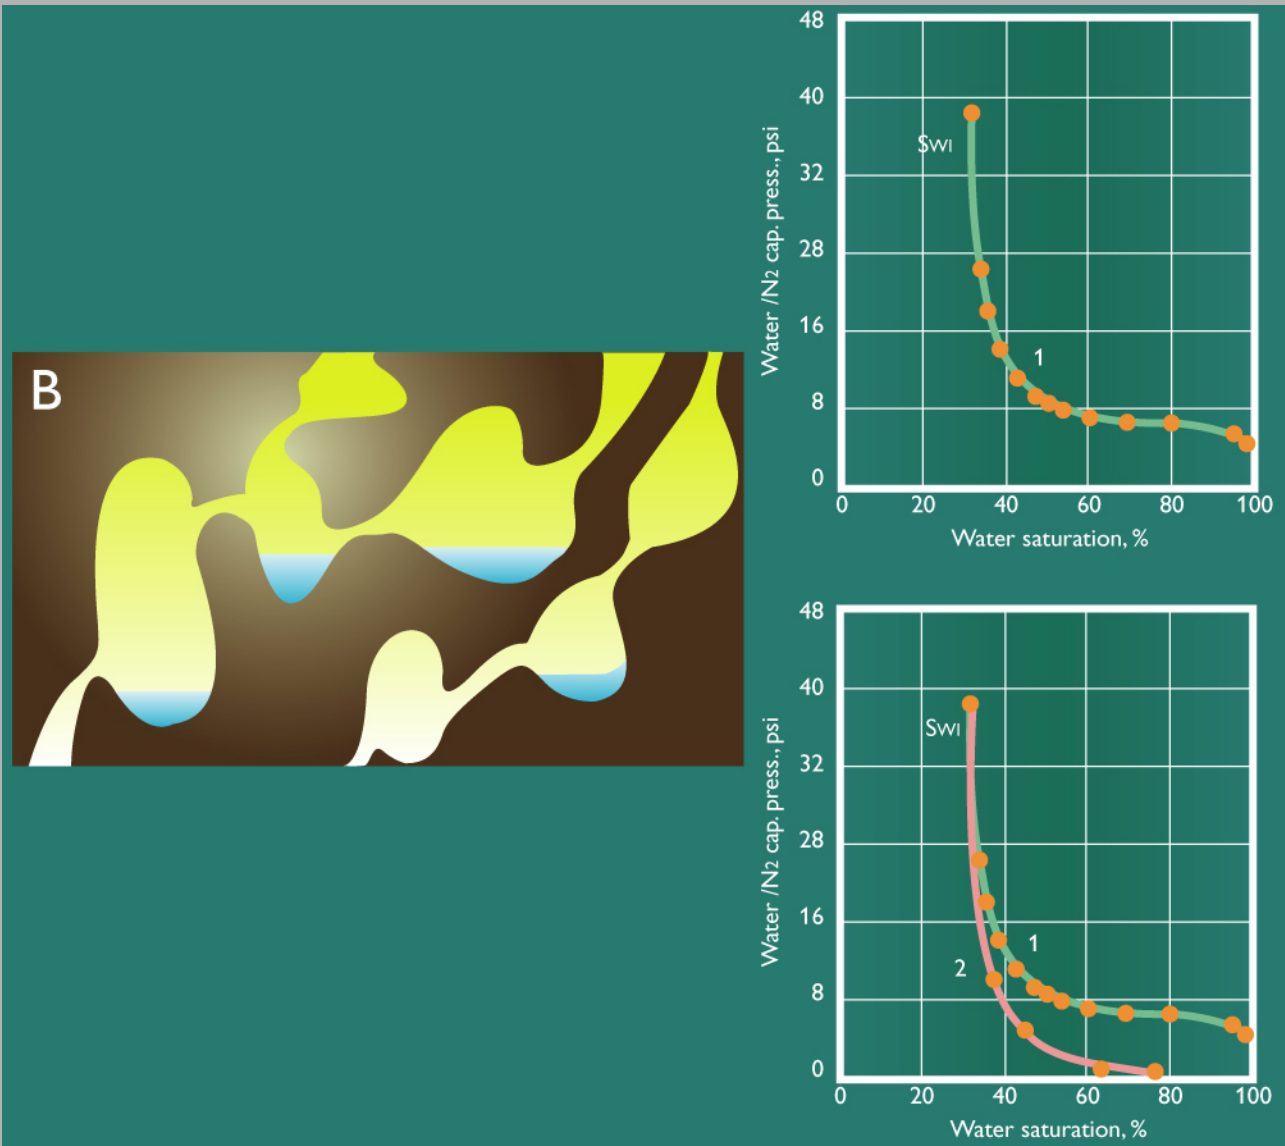 B
48
40
32
28
16
8
0
Water /N2 cap. press., psi
SWI
1
0 20 40 60 80 100
Water saturation, %
48
40
32
28
16
8
0
Water /N2 cap. press., psi
SWI
1
2
0 20 40 60 80 100
Water saturation, %